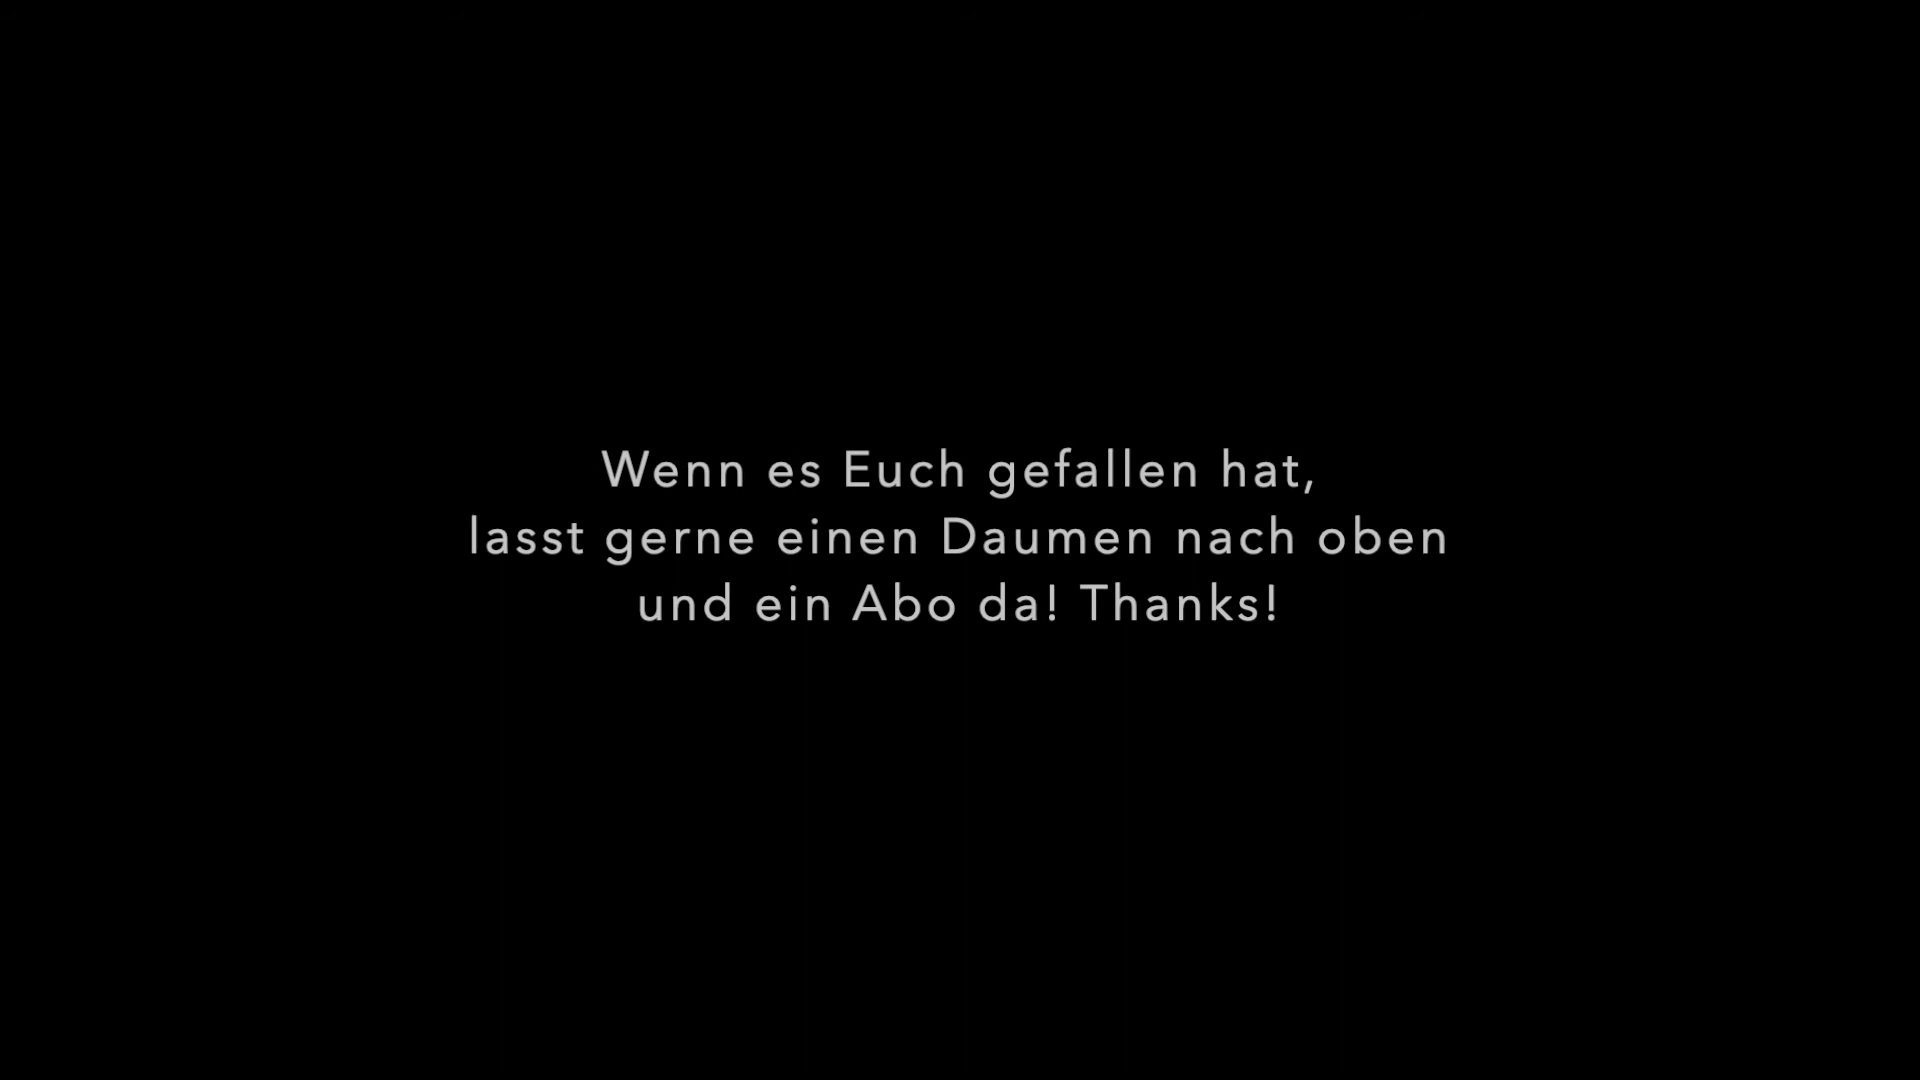 Wenn es Euch gefallen hat,
lasst gerne einen Daumen nach oben
und ein Abo da! Thanks!